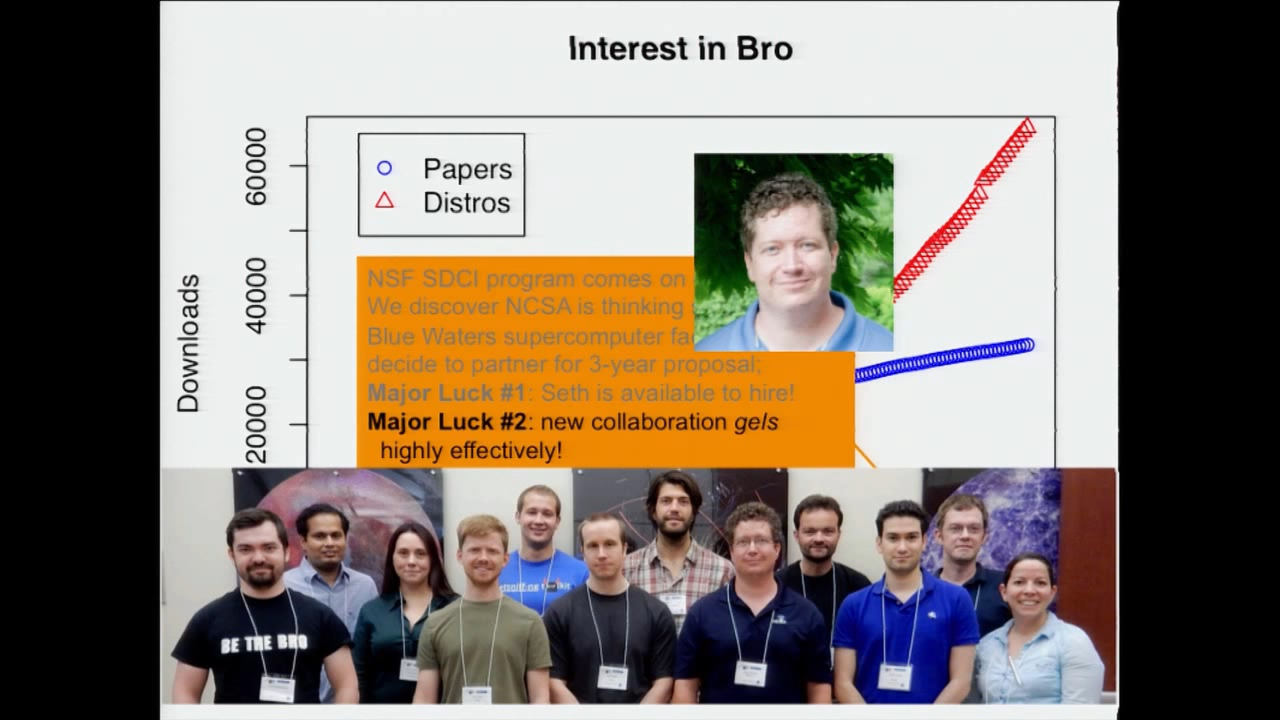 Interest in Bro
Downloads
60000
40000
20000
Papers
Distros
NSF SDCI program comes on
We discover NCSA is thinking
Blue Waters supercomputer
decide to partner for 3-year proposal;
Major Luck #1: Seth is available to hire!
Major Luck #2: new collaboration gels
highly effectively!
BE THE BRO